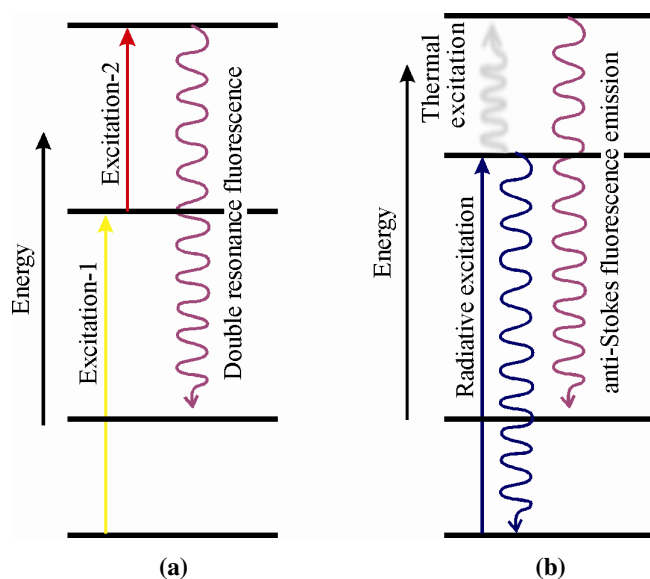 Energy
Excitation-1
Excitation-2
Double resonance fluorescence
(a)
Energy
Radiative excitation
Thermal
excitation
anti-Stokes fluorescence emission
(b)